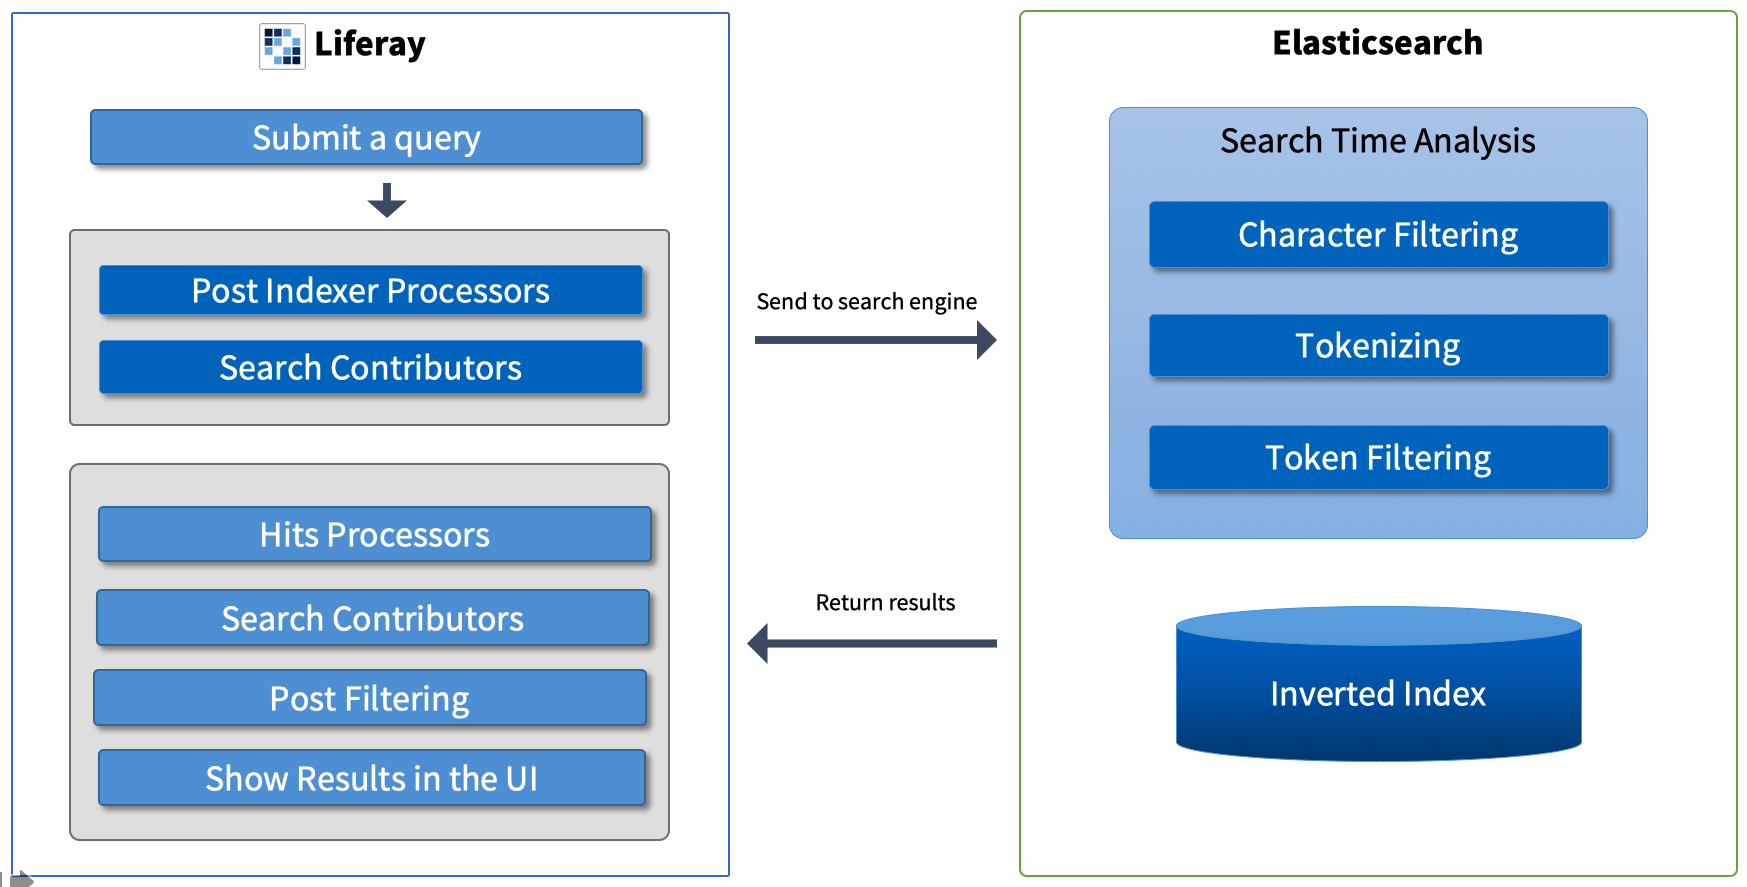 Liferay
Submit a query
Post Indexer Processors
Search Contributors
Hits Processors
Search Contributors
Post Filtering
Show Results in the UI
Send to search engine
Return results
Elasticsearch
Search Time Analysis
Character Filtering
Tokenizing
Token Filtering
Inverted Index